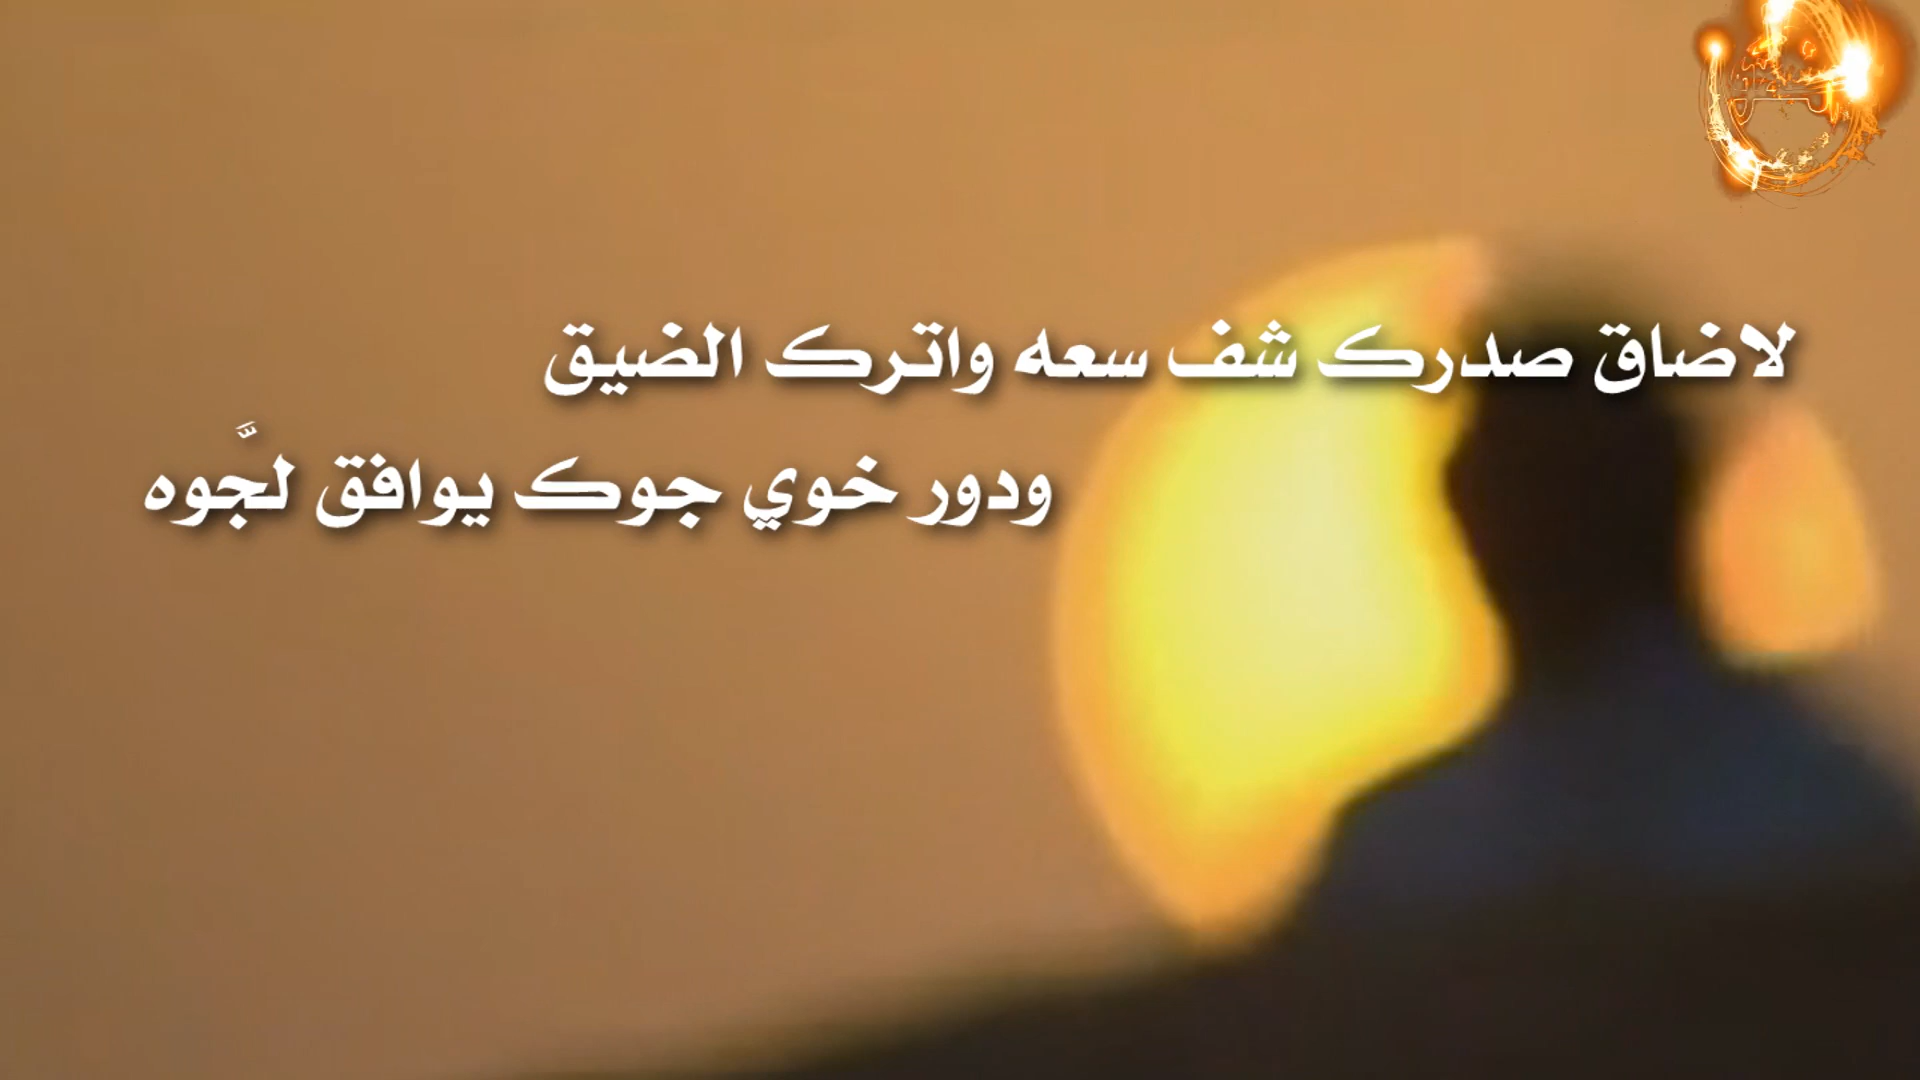 لاضاق صدرك شف سعه واترك الضيق
ودور خوي جوك يوافق لجَّوه